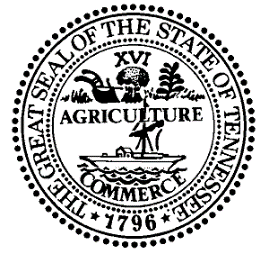 THE GREAT SEAL OF THE STATE OF TENNESSEE
XVI
AGRICULTURE
COMMERCE
1796